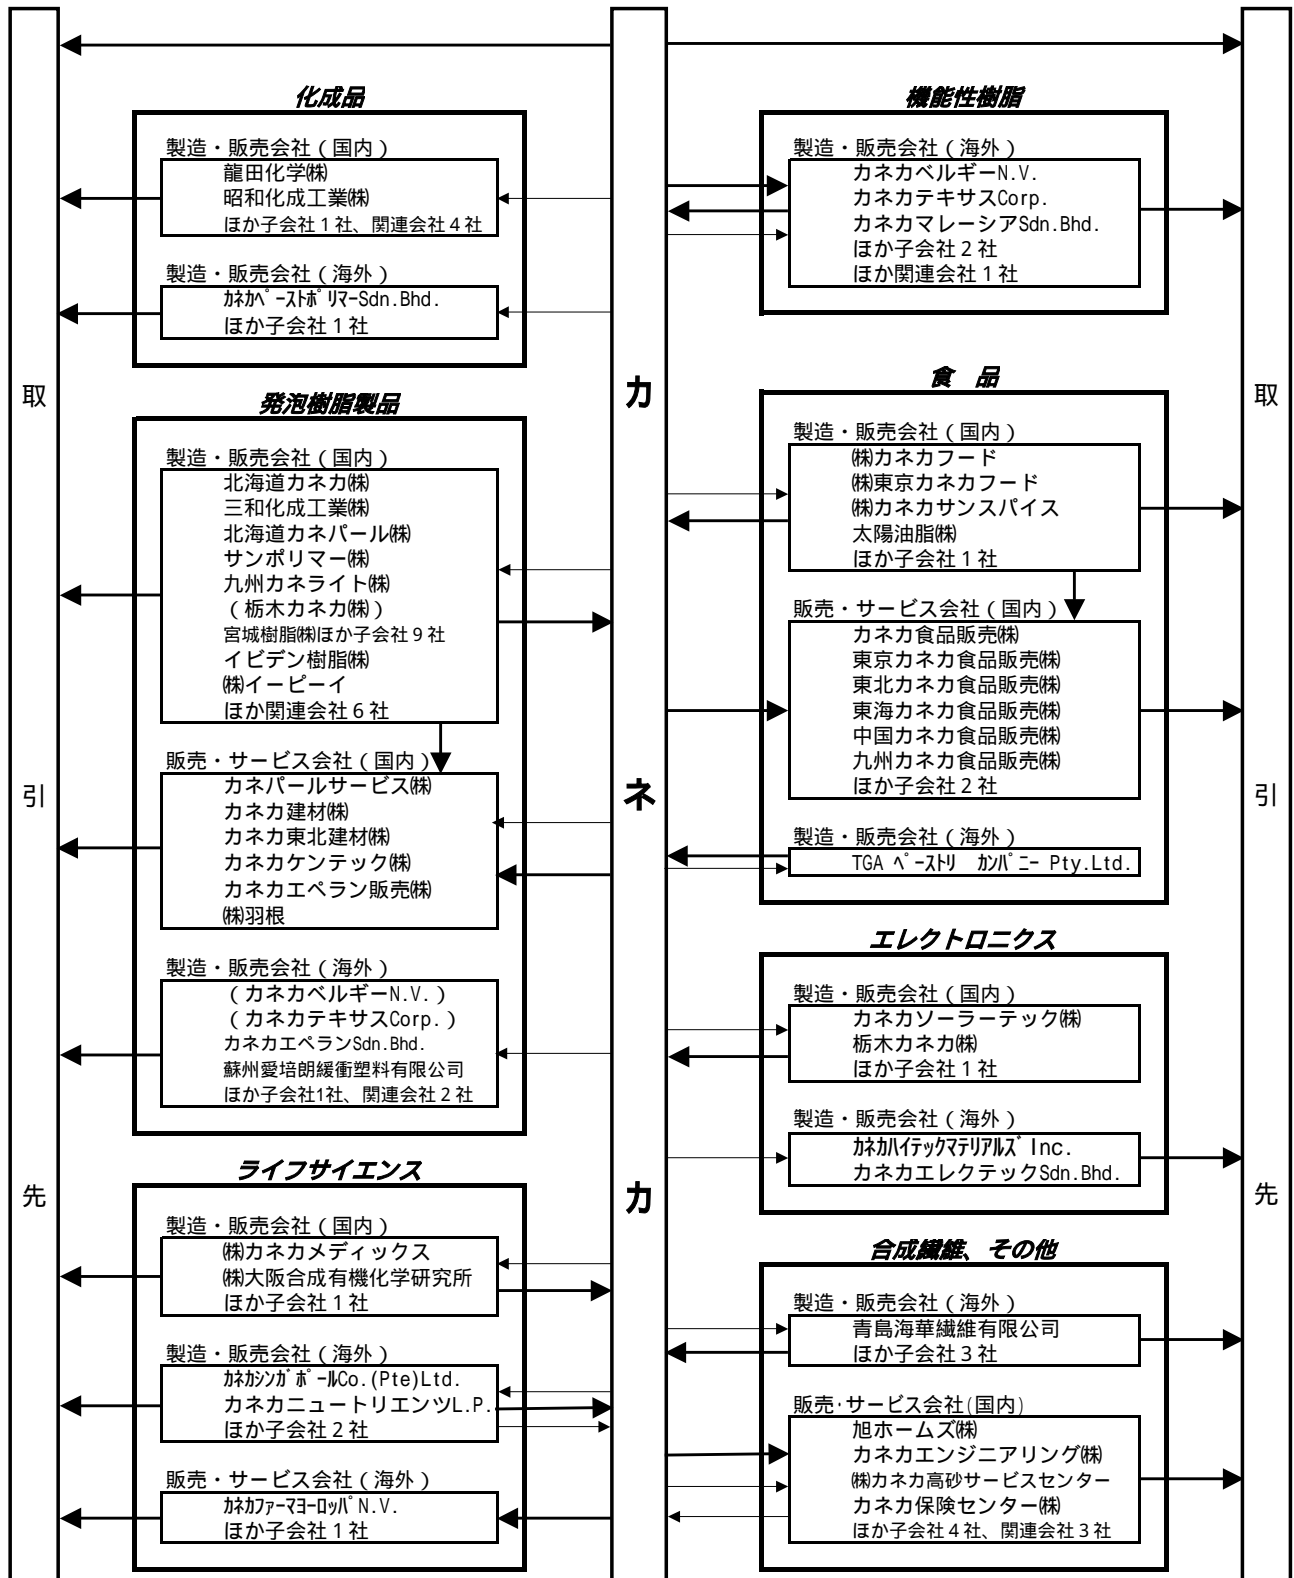 取
引
先
化成品
製造・販売会社（国内）
龍田化学㈱
昭和化成工業㈱
ほか子会社１社、関連会社４社
製造・販売会社（海外）
ｶﾈｶﾍﾟｰｽﾄﾎﾟﾘﾏｰSdn.Bhd.
ほか子会社１社
発泡樹脂製品
製造・販売会社（国内）
北海道カネカ㈱
三和化成工業㈱
北海道カネパール㈱
サンポリマー㈱
九州カネライト㈱
（栃木カネカ㈱）
宮城樹脂㈱ほか子会社９社
イビデン樹脂㈱
㈱イーピーイ
ほか関連会社６社
販売・サービス会社（国内）
カネパールサービス㈱
カネカ建材㈱
カネカ東北建材㈱
カネカケンテック㈱
カネカエペラン販売㈱
㈱羽根
製造・販売会社（海外）
（カネカベルギーN.V.）
（カネカテキサスCorp.）
カネカエペランSdn.Bhd.
蘇州愛培朗緩衝塑料有限公司
ほか子会社1社、関連会社２社
ライフサイエンス
製造・販売会社（国内）
㈱カネカメディックス
㈱大阪合成有機化学研究所
ほか子会社１社
製造・販売会社（海外）
ｶﾈｶｼﾝｶﾞﾎﾟｰﾙCo.(Pte)Ltd.
カネカニュートリエンツL.P.
ほか子会社２社
販売・サービス会社（海外）
ｶﾈｶﾌｧｰﾏﾖｰﾛｯﾊﾟN.V.
ほか子会社１社
カ
ネ
カ
機能性樹脂
製造・販売会社（海外）
カネカベルギーN.V.
カネカテキサスCorp.
カネカマレーシアSdn.Bhd.
ほか子会社２社
ほか関連会社１社
食　品
製造・販売会社（国内）
㈱カネカフード
㈱東京カネカフード
㈱カネカサンスパイス
太陽油脂㈱
ほか子会社１社
販売・サービス会社（国内）
カネカ食品販売㈱
東京カネカ食品販売㈱
東北カネカ食品販売㈱
東海カネカ食品販売㈱
中国カネカ食品販売㈱
九州カネカ食品販売㈱
ほか子会社２社
製造・販売会社（海外）
TGA ﾍﾟｰｽﾄﾘ　ｶﾝﾊﾟﾆｰ Pty.Ltd.
エレクトロニクス
製造・販売会社（国内）
カネカソーラーテック㈱
栃木カネカ㈱
ほか子会社１社
製造・販売会社（海外）
ｶﾈｶﾊｲﾃｯｸﾏﾃﾘｱﾙｽﾞInc.
カネカエレクテックSdn.Bhd.
合成繊維、その他
製造・販売会社（海外）
青島海華繊維有限公司
ほか子会社３社
販売･サービス会社(国内)
旭ホームズ㈱
カネカエンジニアリング㈱
㈱カネカ高砂サービスセンター
カネカ保険センター㈱
ほか子会社４社、関連会社３社
取
引
先